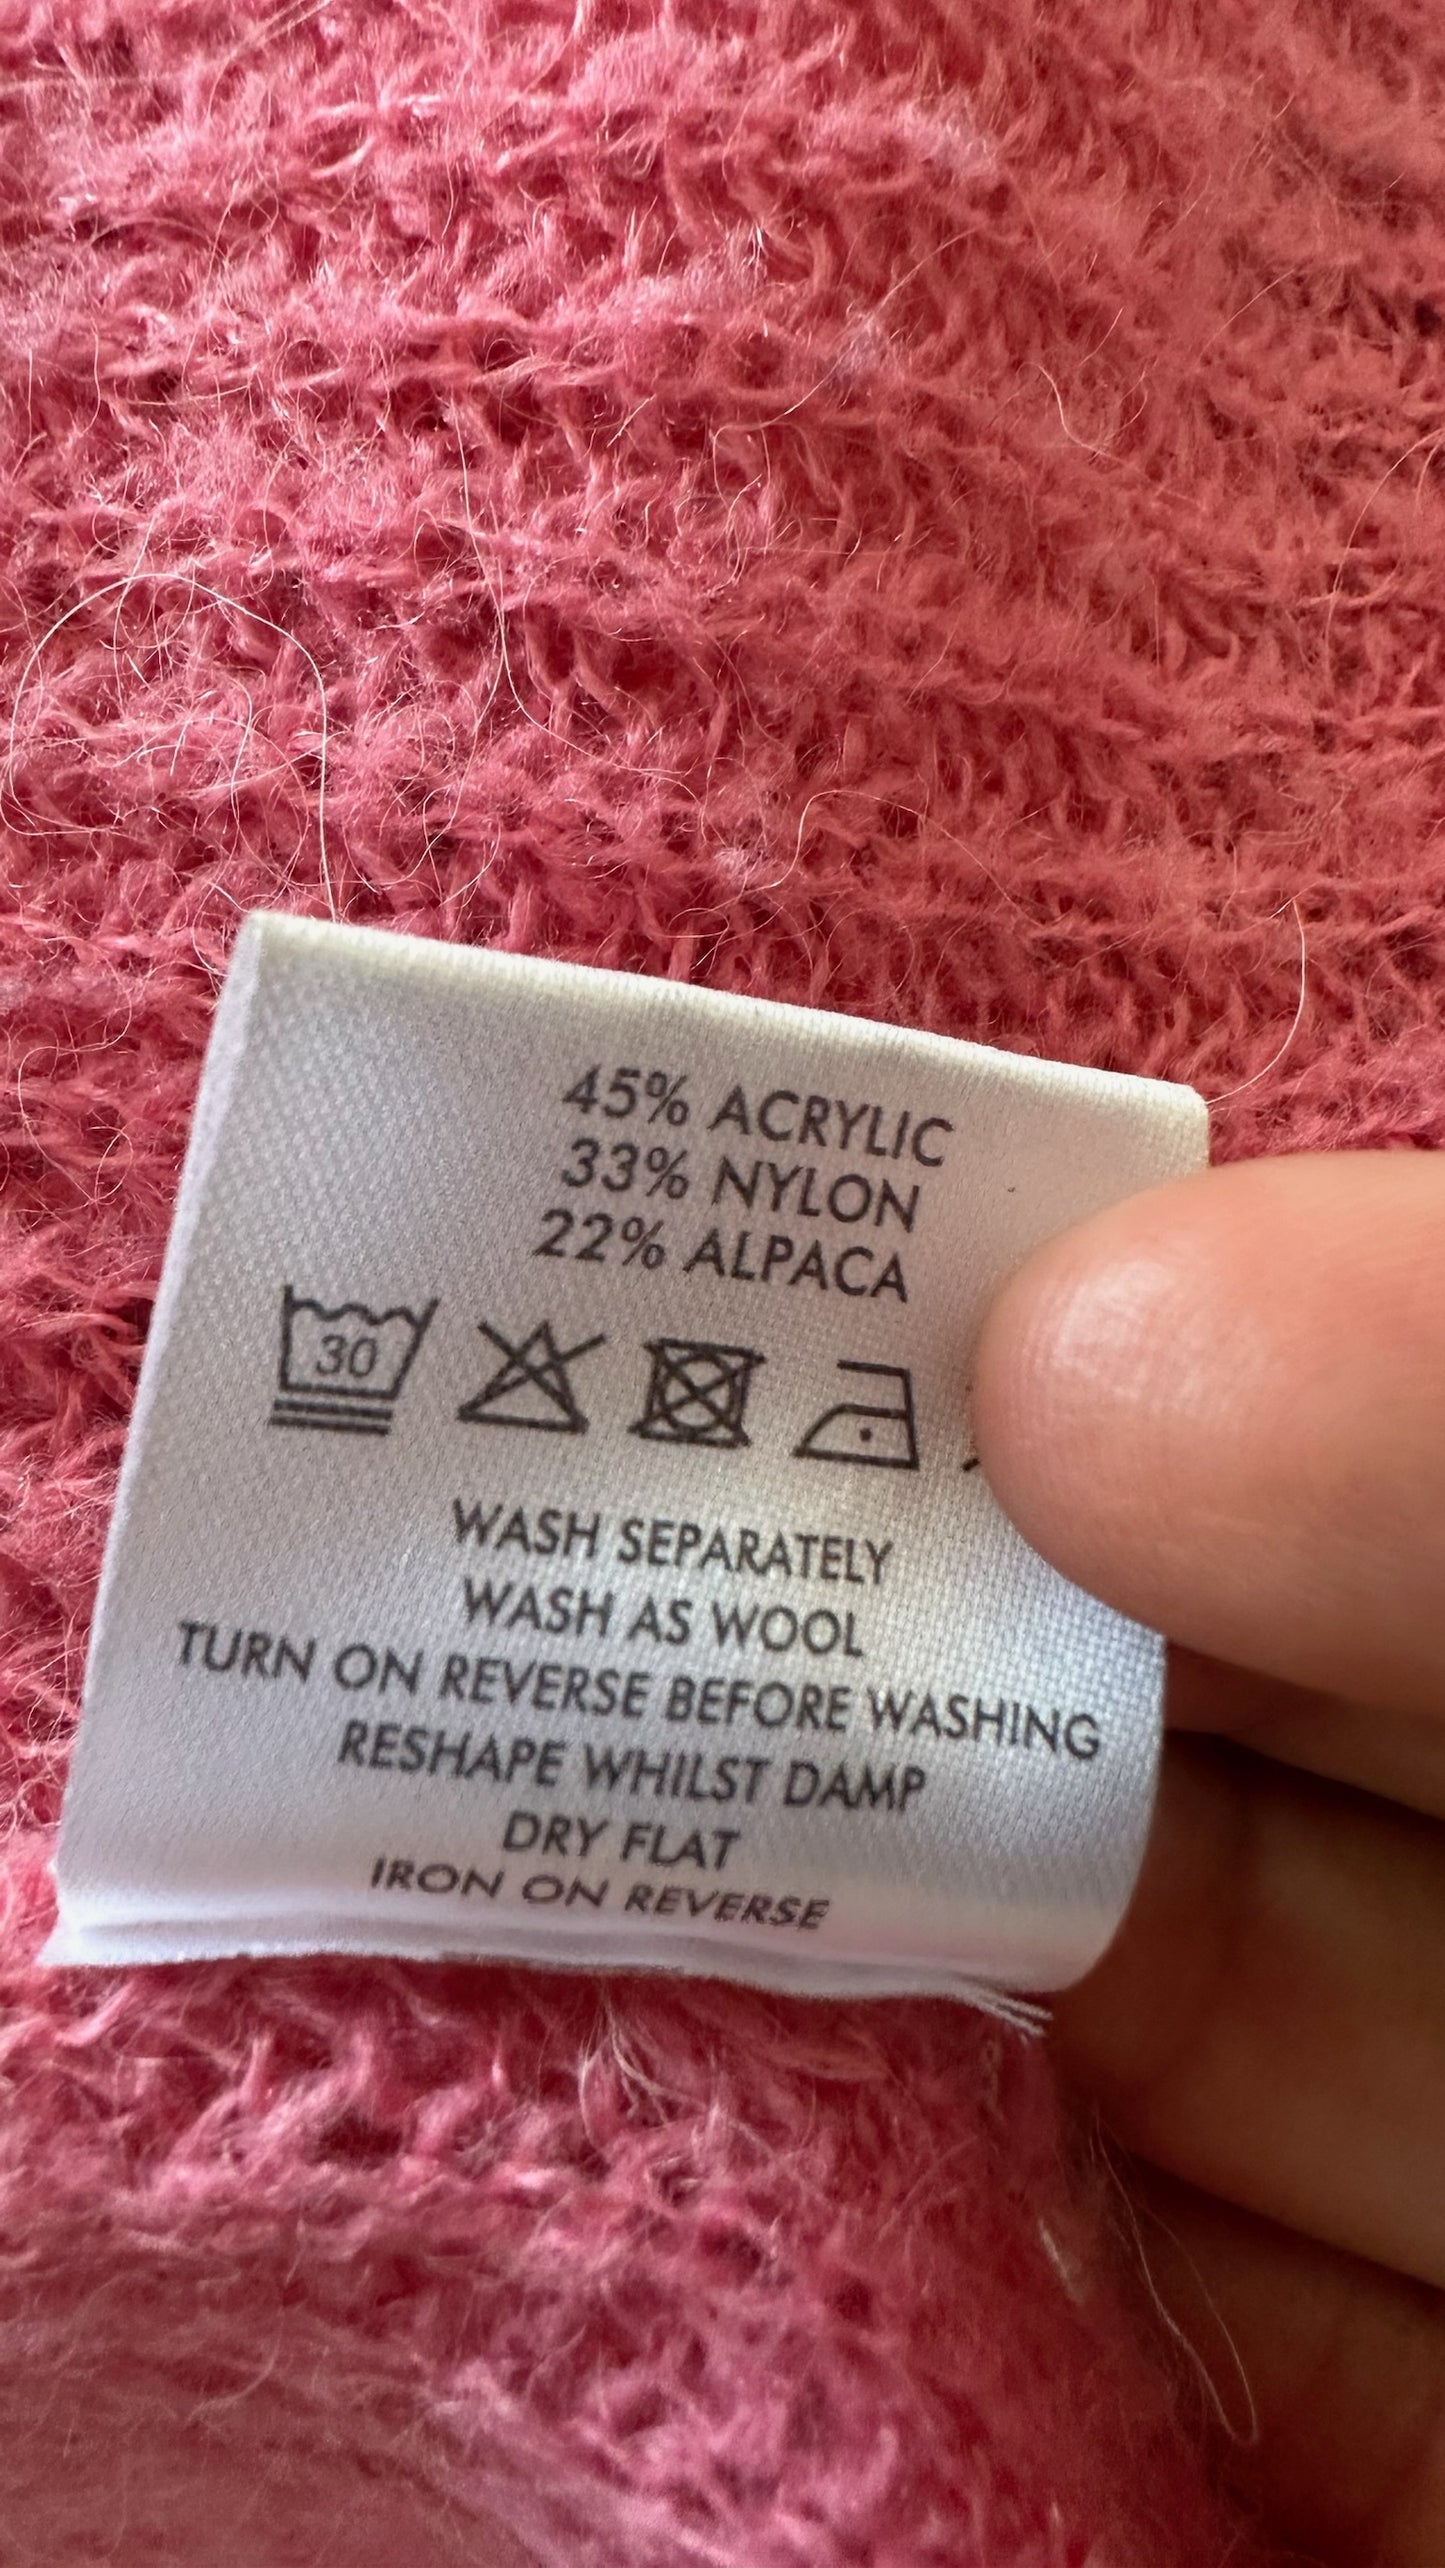 45% ACRYLIC
33% NYLON
22% ALPACA
30
WASH SEPARATELY
WASH AS WOOL
TURN ON REVERSE BEFORE WASHING
RESHAPE WHILST DAMP
DRY FLAT
IRON ON REVERSE